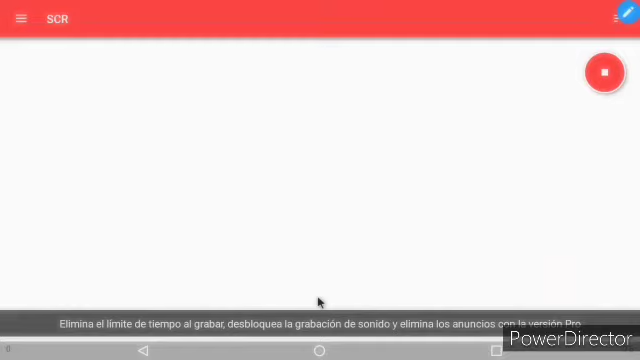 SCR
Elimina el límite de tiempo al grabar, desbloquea la grabación de sonido y elimina los anuncios con la versión Pro
PowerDirector